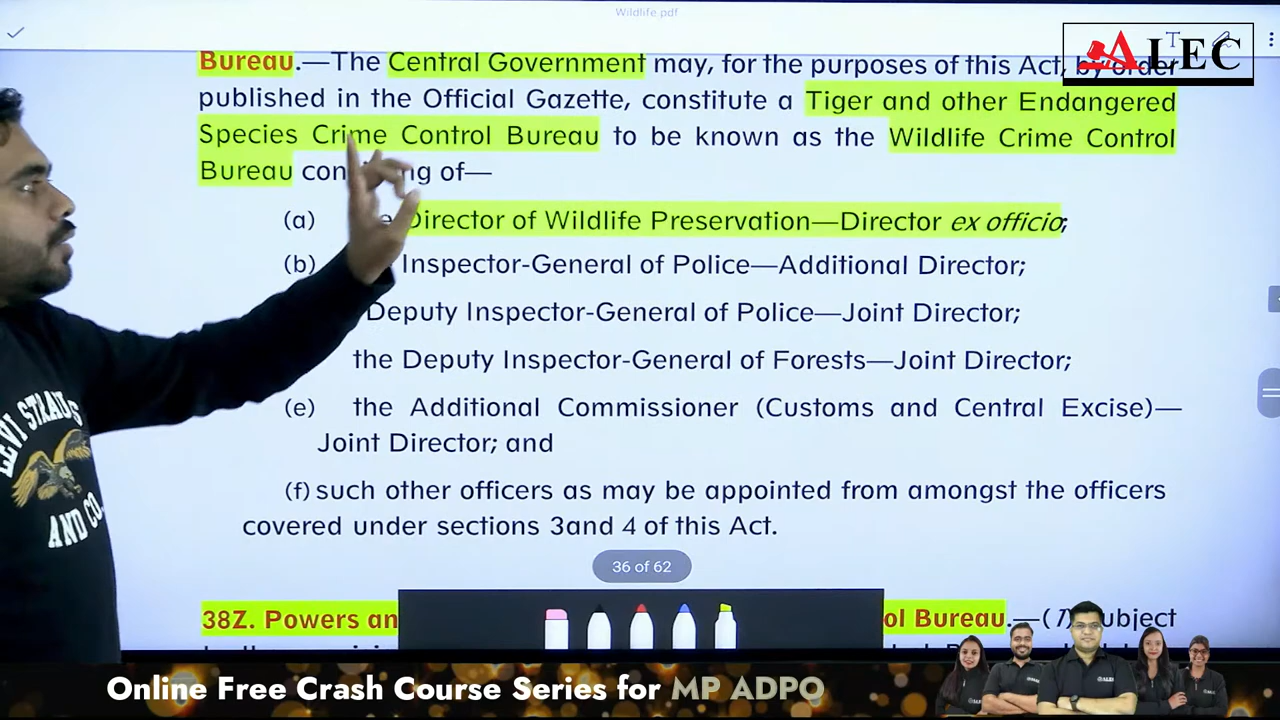 Wildlife.pdf
ALEC
Bureau.—The Central Government may, for the purposes of this Act, by order
published in the Official Gazette, constitute a Tiger and other Endangered
Species Crime Control Bureau to be known as the Wildlife Crime Control
Bureau con ng of—
(a) e Director of Wildlife Preservation—Director ex officio;
(b) Inspector-General of Police—Additional Director;
Deputy Inspector-General of Police—Joint Director;
the Deputy Inspector-General of Forests—Joint Director;
(e) the Additional Commissioner (Customs and Central Excise)—
Joint Director; and
(f) such other officers as may be appointed from amongst the officers
covered under sections 3and 4 of this Act.
36 of 62
38Z. Powers an ol Bureau.—(1) Subject
LEVI STRAUSS
AND CO.
Online Free Crash Course Series for MP ADPO